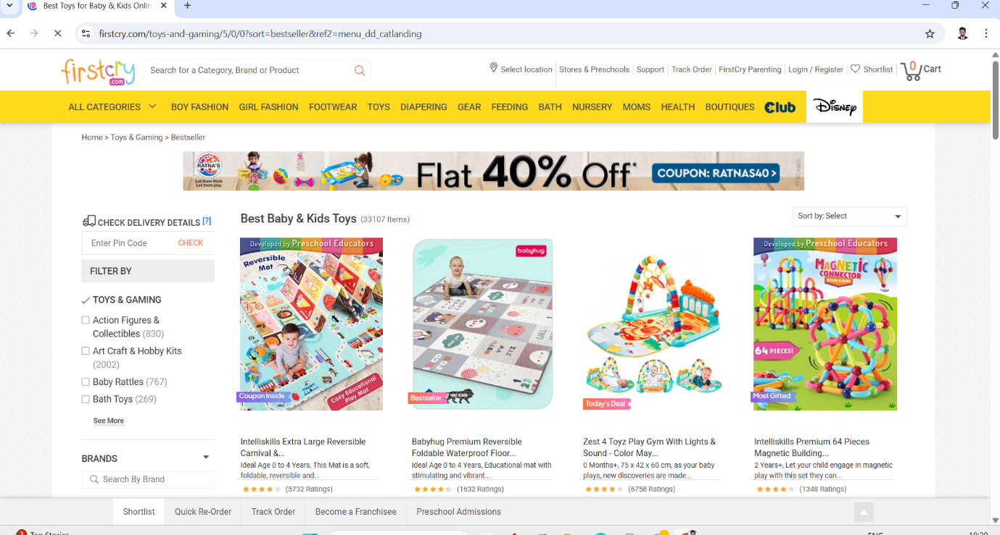 Best Toys for Baby & Kids Onlin
firstcry.com/toys-and-gaming/5/0/0?sort=bestseller&ref2=menu_dd_catlanding
firstcry
.com
Search for a Category, Brand or Product
Select location
Stores & Preschools
Support
Track Order
FirstCry Parenting
Login / Register
Shortlist
0
Cart
ALL CATEGORIES
BOY FASHION
GIRL FASHION
FOOTWEAR
TOYS
DIAPERING
GEAR
FEEDING
BATH
NURSERY
MOMS
HEALTH
BOUTIQUES
Club
Disney
Home > Toys & Gaming > Bestseller
RATNA'S
Let them think
Let them play
Flat 40% Off*
COUPON: RATNAS40 >
CHECK DELIVERY DETAILS [?]
Enter Pin Code
CHECK
FILTER BY
TOYS & GAMING
Action Figures &
Collectibles (830)
Art Craft & Hobby Kits
(2002)
Baby Rattles (767)
Bath Toys (269)
See More
BRANDS
Search By Brand
Best Baby & Kids Toys (33107 Items)
Sort by: Select
Developed by Preschool Educators
Reversible
Mat
Cozy Educational
Play Mat
Coupon Inside
babyhug
Bestseller
Today's Deal
Developed by Preschool Educators
MAGNETIC
CONNECTOR
64 PIECES!
Most Gifted
Intelliskills Extra Large Reversible
Carnival &...
Ideal Age 0 to 4 Years, This Mat is a soft,
foldable, reversible and...
(5732 Ratings)
Babyhug Premium Reversible
Foldable Waterproof Floor...
Ideal Age 0 to 4 Years, Educational mat with
stimulating and vibrant...
(1632 Ratings)
Zest 4 Toyz Play Gym With Lights &
Sound - Color May...
0 Months+, 75 x 42 x 60 cm, as your baby
plays, new discoveries are made...
(6758 Ratings)
Intelliskills Premium 64 Pieces
Magnetic Building...
2 Years+, Let your child engage in magnetic
play with this set they can...
(1348 Ratings)
Shortlist
Quick Re-Order
Track Order
Become a Franchisee
Preschool Admissions
3
Top Stories
ENG